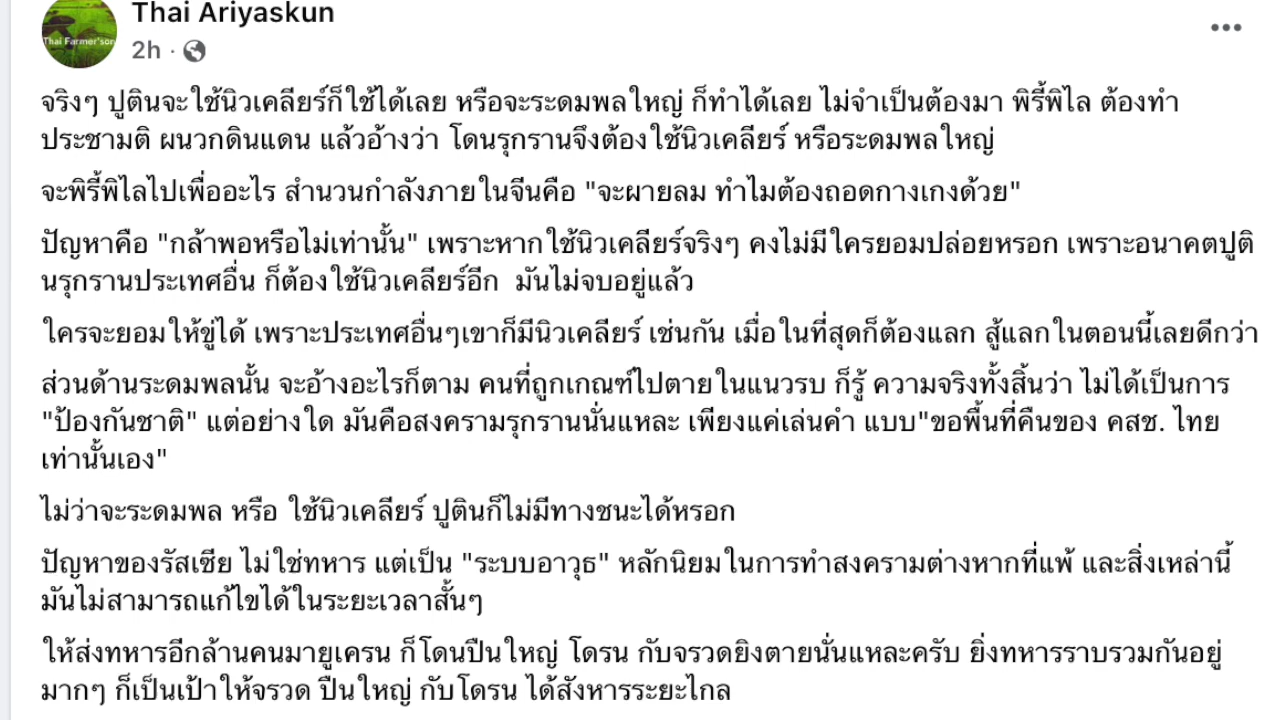 Thai Ariyaskun
Thai Farmer'son
2h ·
จริงๆ ปูตินจะใช้นิวเคลียร์ก็ใช้ได้เลย หรือจะระดมพลใหญ่ ก็ทำได้เลย ไม่จำเป็นต้องมา พิรี้พิไล ต้องทำ
ประชามติ ผนวกดินแดน แล้วอ้างว่า โดนรุกรานจึงต้องใช้นิวเคลียร์ หรือระดมพลใหญ่
จะพิรี้พิไลไปเพื่ออะไร สำนวนกำลังภายในจีนคือ "จะผายลม ทำไมต้องถอดกางเกงด้วย"
ปัญหาคือ "กล้าพอหรือไม่เท่านั้น" เพราะหากใช้นิวเคลียร์จริงๆ คงไม่มีใครยอมปล่อยหรอก เพราะอนาคตปูติ
นรุกรานประเทศอื่น ก็ต้องใช้นิวเคลียร์อีก มันไม่จบอยู่แล้ว
ใครจะยอมให้ขู่ได้ เพราะประเทศอื่นๆเขาก็มีนิวเคลียร์ เช่นกัน เมื่อในที่สุดก็ต้องแลก สู้แลกในตอนนี้เลยดีกว่า
ส่วนด้านระดมพลนั้น จะอ้างอะไรก็ตาม คนที่ถูกเกณฑ์ไปตายในแนวรบ ก็รู้ ความจริงทั้งสิ้นว่า ไม่ได้เป็นการ
"ป้องกันชาติ" แต่อย่างใด มันคือสงครามรุกรานนั่นแหละ เพียงแค่เล่นคำ แบบ"ขอพื้นที่คืนของ คสช. ไทย
เท่านั้นเอง"
ไม่ว่าจะระดมพล หรือ ใช้นิวเคลียร์ ปูตินก็ไม่มีทางชนะได้หรอก
ปัญหาของรัสเซีย ไม่ใช่ทหาร แต่เป็น "ระบบอาวุธ" หลักนิยมในการทำสงครามต่างหากที่แพ้ และสิ่งเหล่านี้
มันไม่สามารถแก้ไขได้ในระยะเวลาสั้นๆ
ให้ส่งทหารอีกล้านคนมายูเครน ก็โดนปืนใหญ่ โดรน กับจรวดยิงตายนั่นแหละครับ ยิ่งทหารราบรวมกันอยู่
มากๆ ก็เป็นเป้าให้จรวด ปืนใหญ่ กับโดรน ได้สังหารระยะไกล